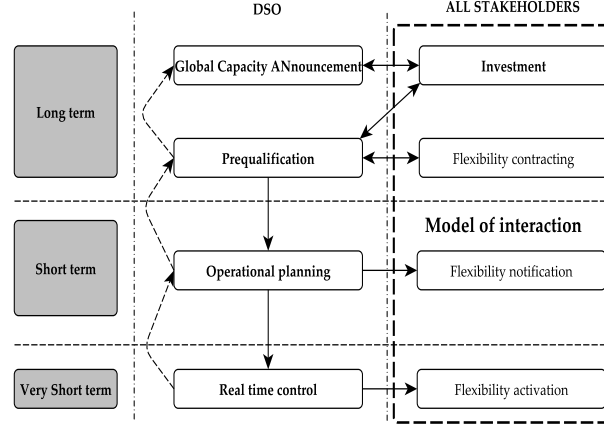 DSO
ALL STAKEHOLDERS
Global Capacity ANnouncement
Investment
Long term
Prequalification
Flexibility contracting
Model of interaction
Short term
Operational planning
Flexibility notification
Very Short term
Real time control
Flexibility activation